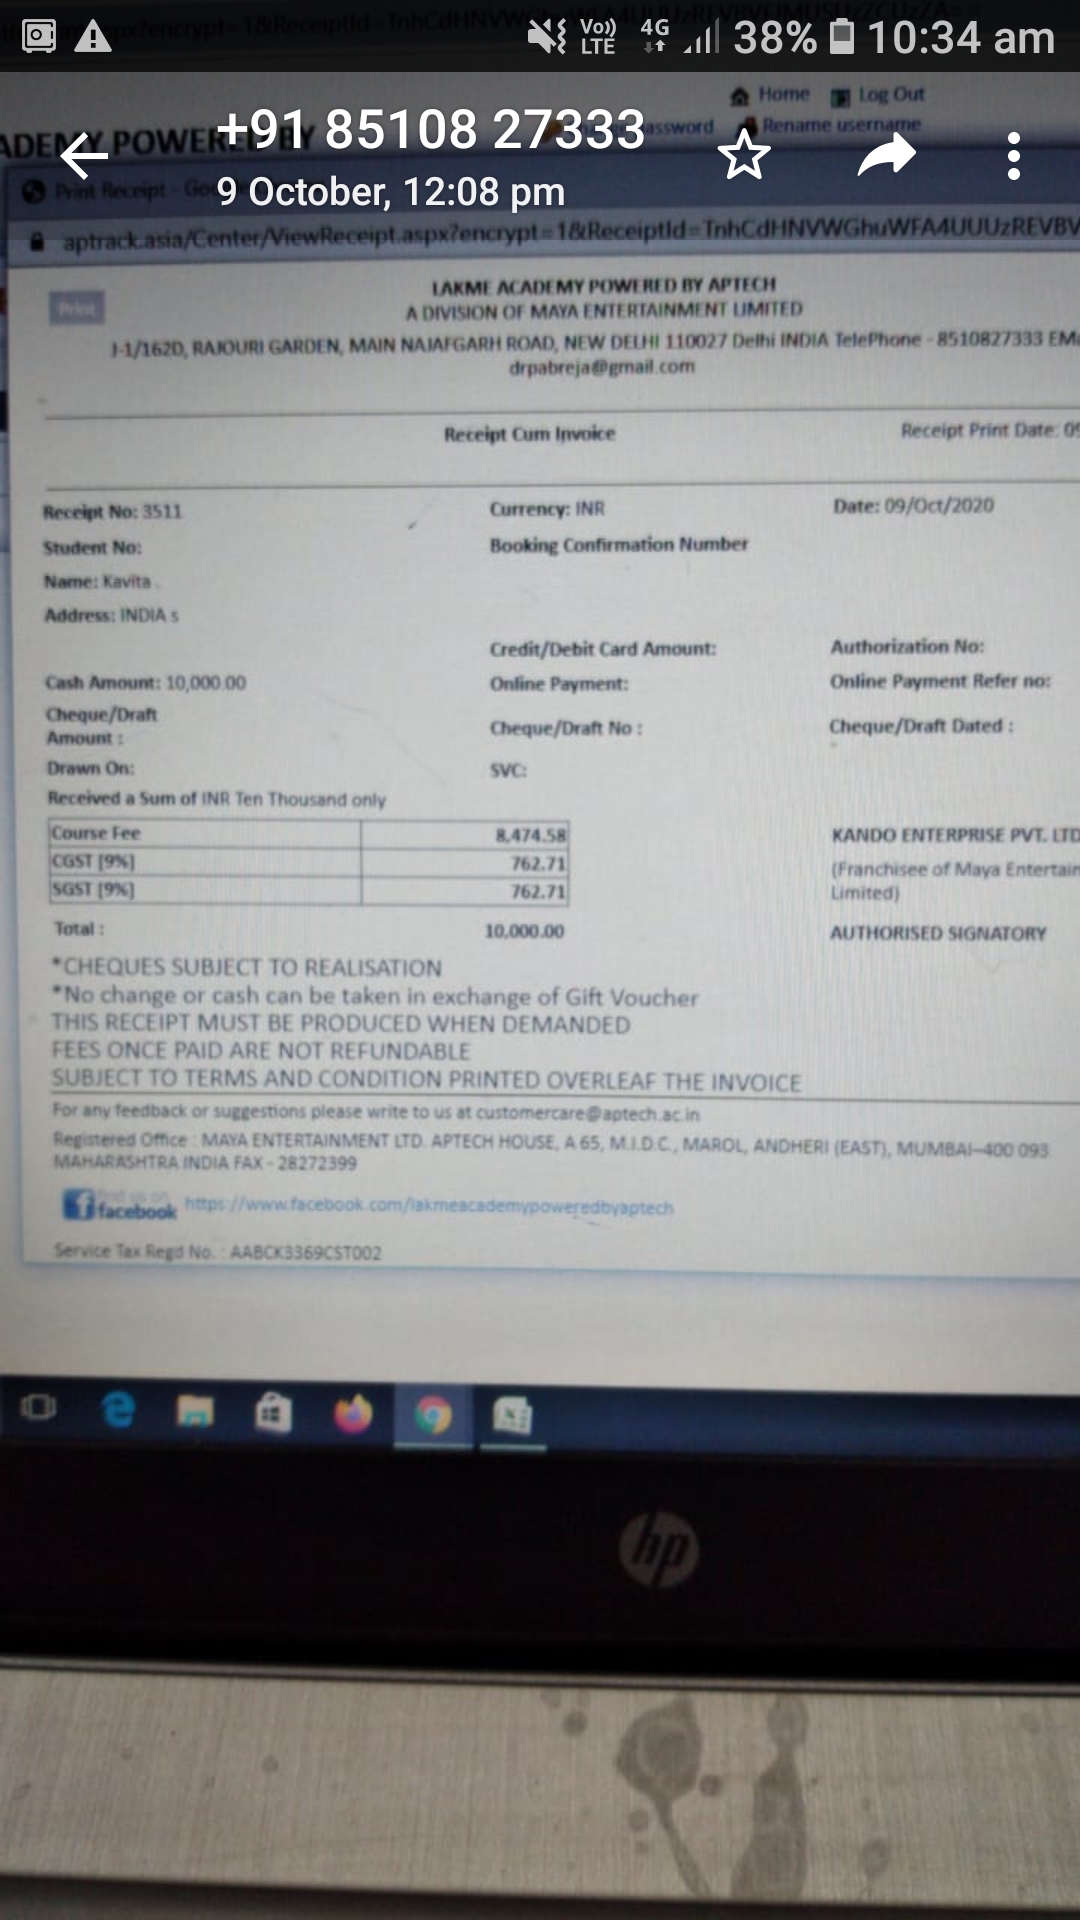 38% 10:34 am
Vo)) LTE 4G
Home Log Out
+91 85108 27333
ADEMY POWERED BY
assword Rename username
9 October, 12:08 pm
Print Receipt - Goo
aptrack.asia/Center/ViewReceipt.aspx?encrypt=1&ReceiptId=TnhCdHNVWGhuWFA4UUUzREVBV
Print
LAKME ACADEMY POWERED BY APTECH
A DIVISION OF MAYA ENTERTAINMENT LIMITED
J-1/162D, RAJOURI GARDEN, MAIN NAJAFGARH ROAD, NEW DELHI 110027 Delhi INDIA TelePhone - 8510827333 EMa
drpabreja@gmail.com
Receipt Cum Invoice Receipt Print Date: 09
Receipt No: 3511 Currency: INR Date: 09/Oct/2020
Student No: Booking Confirmation Number
Name: Kavita .
Address: INDIA s
Credit/Debit Card Amount: Authorization No:
Cash Amount: 10,000.00 Online Payment: Online Payment Refer no:
Cheque/Draft
Amount : Cheque/Draft No : Cheque/Draft Dated :
Drawn On: SVC:
Received a Sum of INR Ten Thousand only
Course Fee 8,474.58 KANDO ENTERPRISE PVT. LTD
CGST [9%] 762.71 (Franchisee of Maya Entertain
SGST [9%] 762.71 Limited)
Total : 10,000.00 AUTHORISED SIGNATORY
*CHEQUES SUBJECT TO REALISATION
*No change or cash can be taken in exchange of Gift Voucher
THIS RECEIPT MUST BE PRODUCED WHEN DEMANDED
FEES ONCE PAID ARE NOT REFUNDABLE
SUBJECT TO TERMS AND CONDITION PRINTED OVERLEAF THE INVOICE
For any feedback or suggestions please write to us at customercare@aptech.ac.in
Registered Office : MAYA ENTERTAINMENT LTD. APTECH HOUSE, A 65, M.I.D.C., MAROL, ANDHERI (EAST), MUMBAI-400 093
MAHARASHTRA INDIA FAX - 28272399
find us on
facebook https://www.facebook.com/lakmeacademypoweredbyaptech
Service Tax Regd No. : AABCK3369CST002
hp